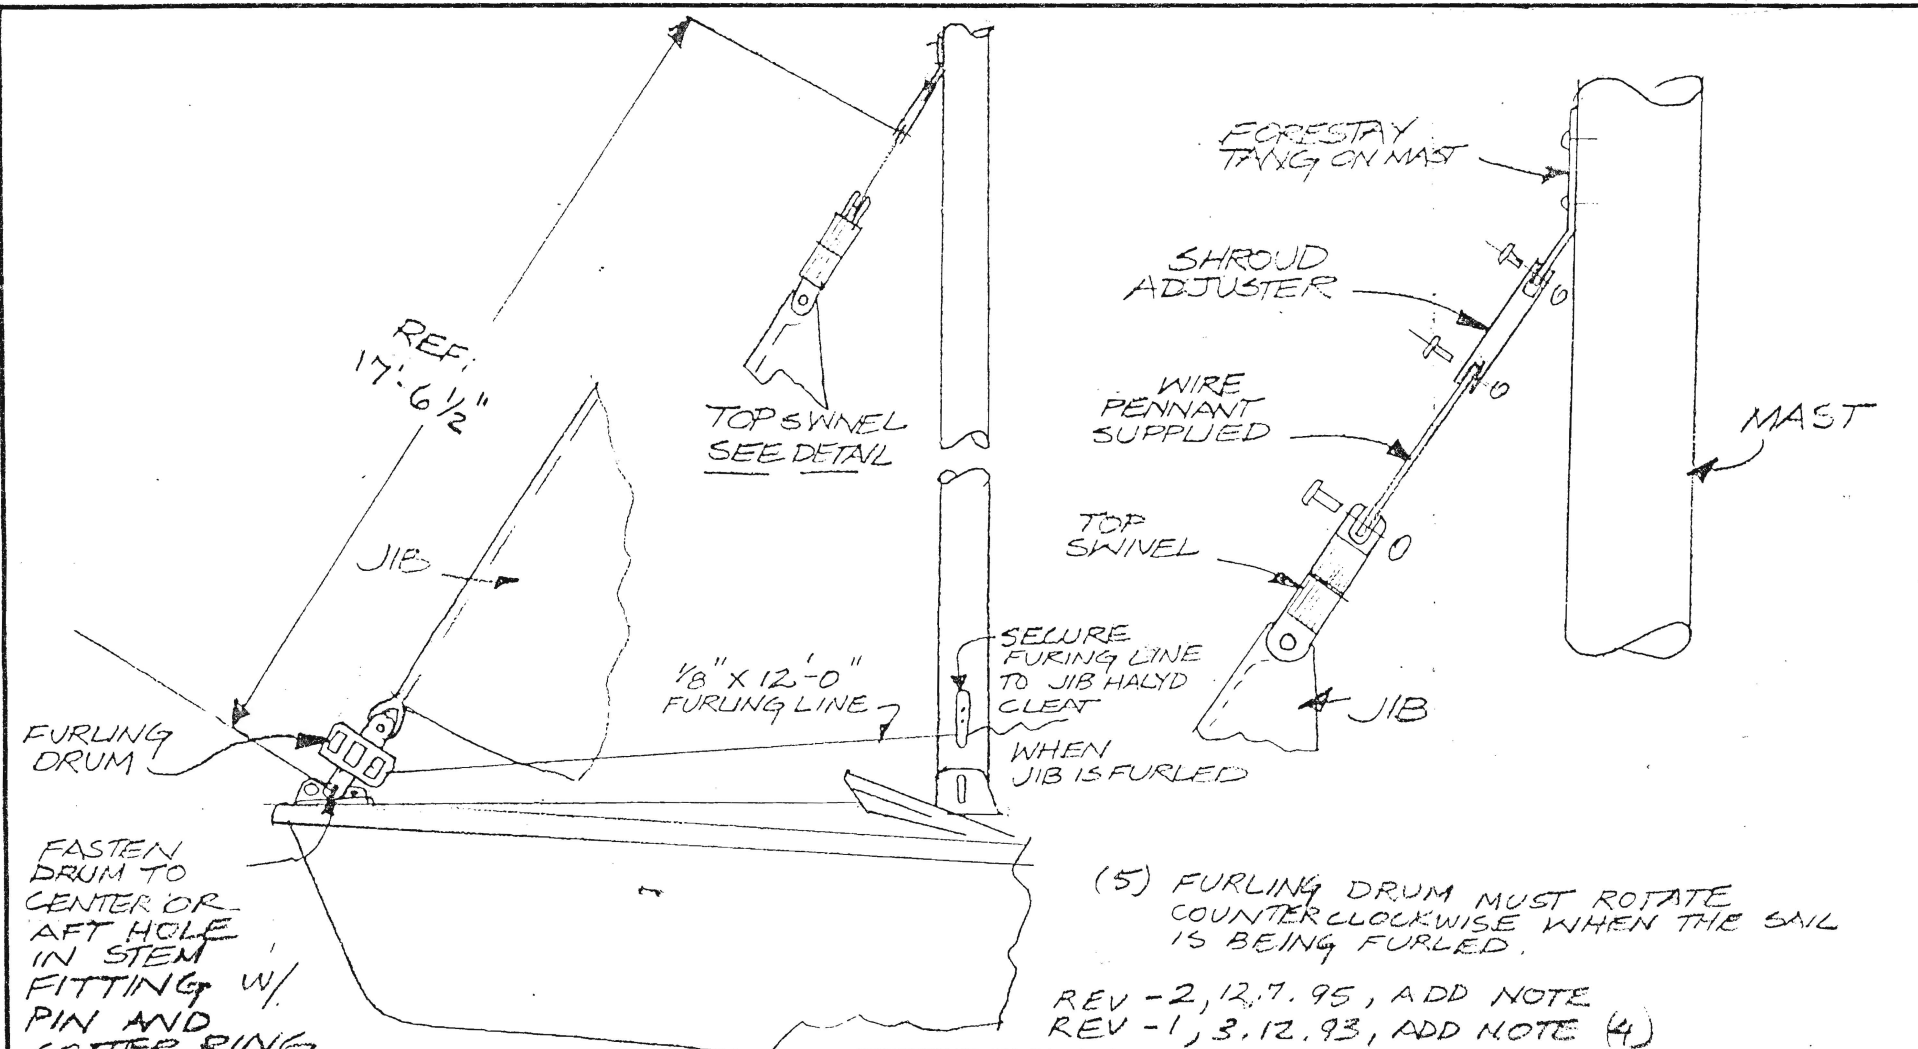 FORESTAY
TANG ON MAST
SHROUD
ADJUSTER
REF:
17'-6 1/2"
WIRE
PENNANT
SUPPLIED
MAST
TOP SWIVEL
SEE DETAIL
TOP
SWIVEL
JIB
SECURE
FURING LINE
TO JIB HALYD
CLEAT
WHEN
JIB IS FURLED
1/8" X 12'-0"
FURLING LINE
JIB
FURLING
DRUM
FASTEN
DRUM TO
CENTER OR
AFT HOLE
IN STEM
FITTING W/
PIN AND
COTTER RING
(5) FURLING DRUM MUST ROTATE
COUNTERCLOCKWISE WHEN THE SAIL
IS BEING FURLED.
REV -2, 12.7.95, ADD NOTE
REV -1, 3.12.93, ADD NOTE (4)